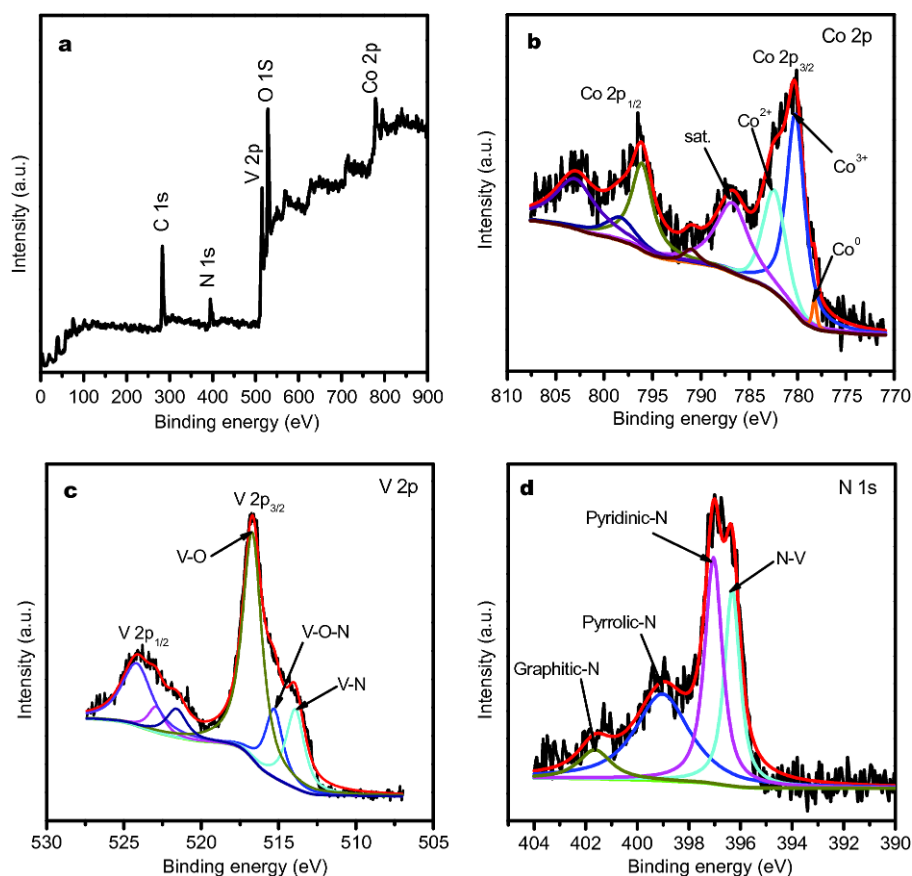 a
C 1s
N 1s
V 2p
O 1S
Co 2p
Intensity (a.u.)
0 100 200 300 400 500 600 700 800 900
Binding energy (eV)
b
Co 2p
Co 2p3/2
Co 2p1/2
sat.
Co2+
Co3+
Co0
Intensity (a.u.)
810 805 800 795 790 785 780 775 770
Binding energy (eV)
c
V 2p
V 2p3/2
V-O
V 2p1/2
V-O-N
V-N
Intensity (a.u.)
530 525 520 515 510 505
Binding energy (eV)
d
N 1s
Pyridinic-N
N-V
Pyrrolic-N
Graphitic-N
Intensity (a.u.)
404 402 400 398 396 394 392 390
Binding energy (eV)